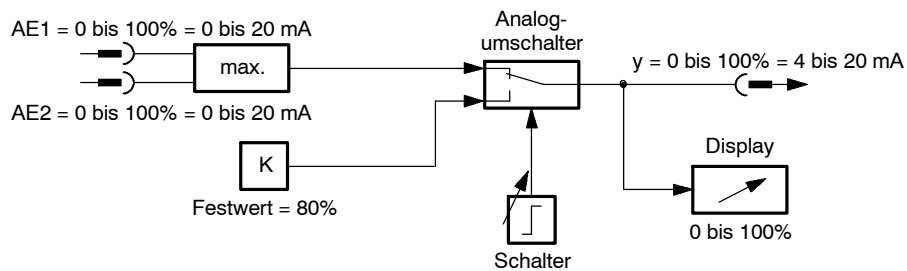 AE1 = 0 bis 100% = 0 bis 20 mA
max.
AE2 = 0 bis 100% = 0 bis 20 mA
Analog-
umschalter
y = 0 bis 100% = 4 bis 20 mA
K
Festwert = 80%
Schalter
Display
0 bis 100%